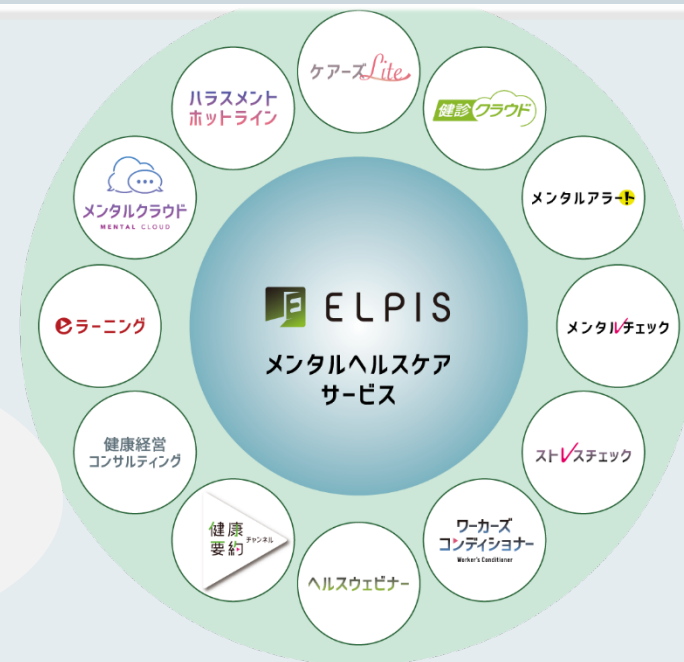 ケアーズLite
健診クラウド
メンタルアラート
メンタルチェック
ストレスチェック
ワーカーズ
コンディショナー
Worker's Conditioner
ヘルスウェビナー
健康
要約
チャンネル
健康経営
コンサルティング
eラーニング
メンタルクラウド
MENTAL CLOUD
ハラスメント
ホットライン
ELPIS
メンタルヘルスケア
サービス